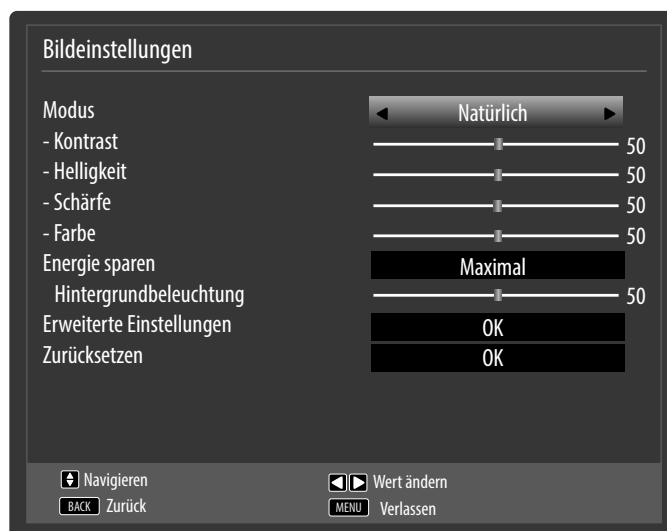 Bildeinstellungen
Modus Natürlich
- Kontrast 50
- Helligkeit 50
- Schärfe 50
- Farbe 50
Energie sparen Maximal
Hintergrundbeleuchtung 50
Erweiterte Einstellungen OK
Zurücksetzen OK
Navigieren Wert ändern
BACK Zurück MENU Verlassen